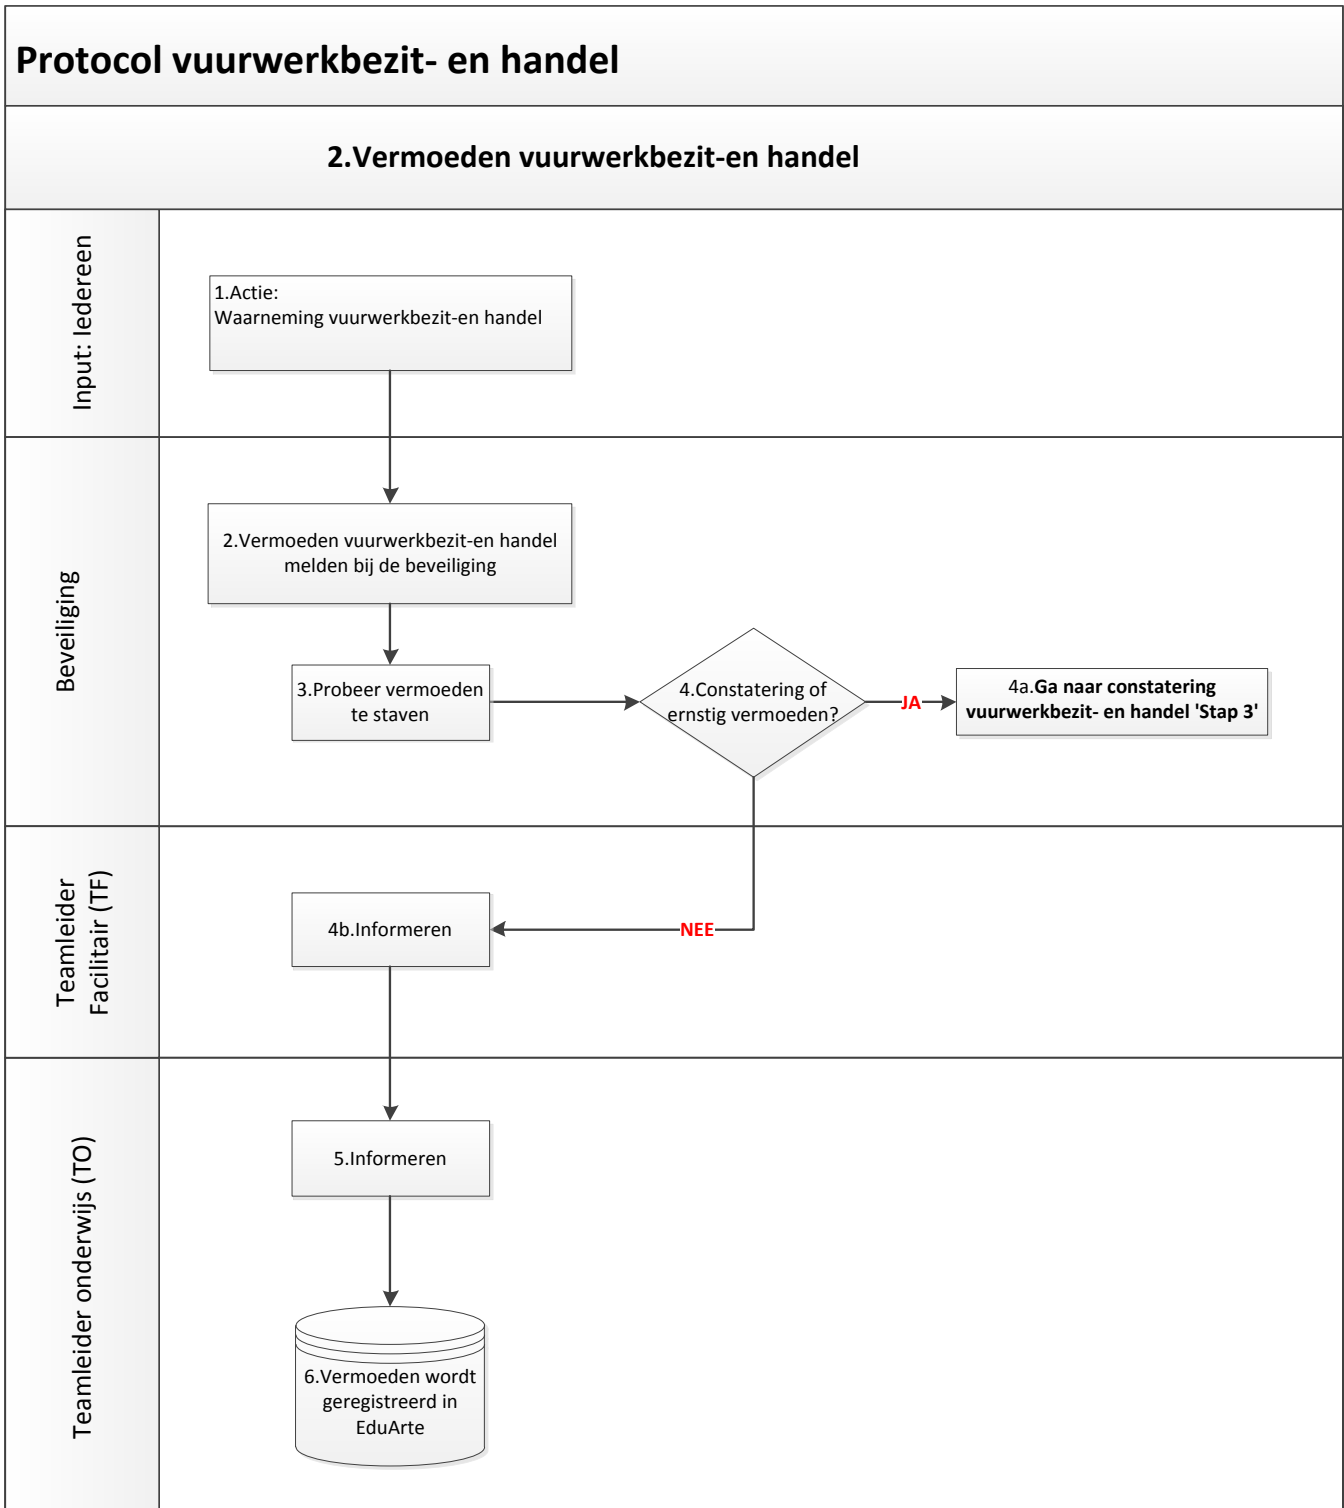 Protocol vuurwerkbezit- en handel
2.Vermoeden vuurwerkbezit-en handel
Input: Iedereen
1.Actie:
Waarneming vuurwerkbezit-en handel
Beveiliging
2.Vermoeden vuurwerkbezit-en handel
melden bij de beveiliging
3.Probeer vermoeden
te staven
4.Constatering of
ernstig vermoeden?
JA
4a.Ga naar constatering
vuurwerkbezit- en handel 'Stap 3'
Teamleider
Facilitair (TF)
4b.Informeren
NEE
Teamleider onderwijs (TO)
5.Informeren
6.Vermoeden wordt
geregistreerd in
EduArte